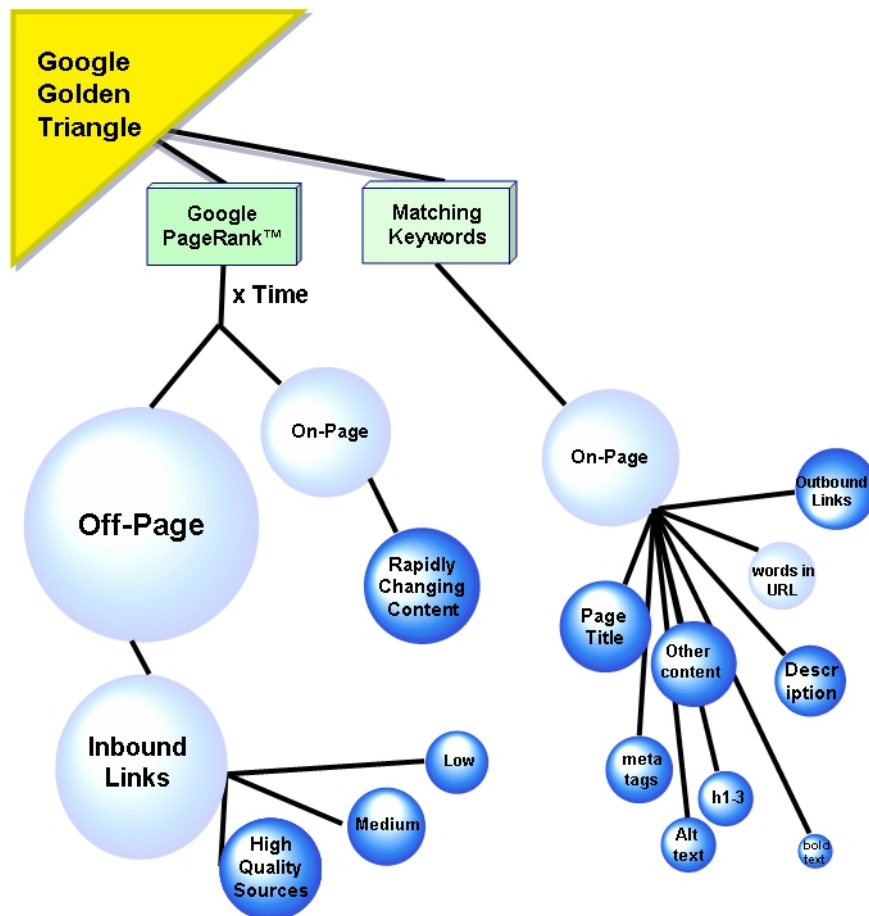 Google
Golden
Triangle
Google
PageRank™
Matching
Keywords
x Time
On-Page
Off-Page
Rapidly
Changing
Content
Inbound
Links
Low
Medium
High
Quality
Sources
On-Page
Outbound
Links
words in
URL
Page
Title
Other
content
Descr
iption
meta
tags
h1-3
Alt
text
bold
text